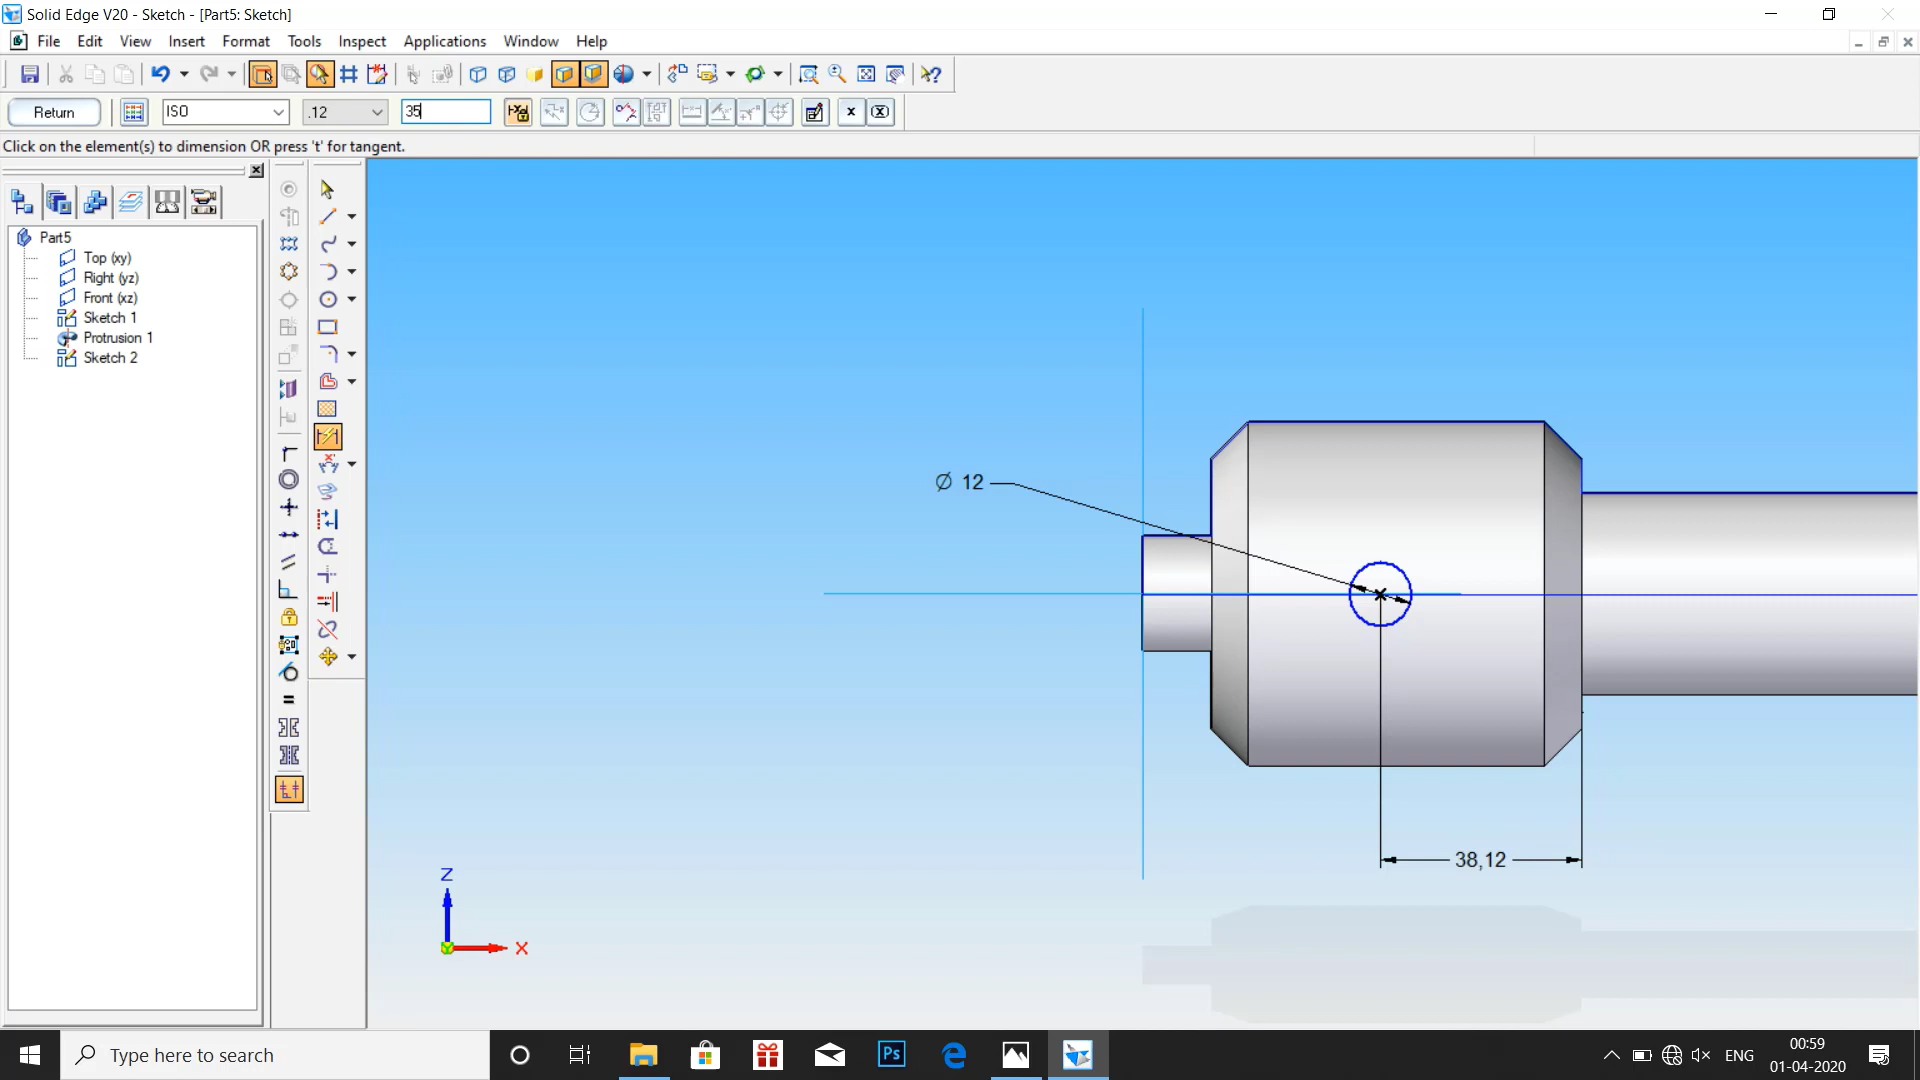 Solid Edge V20 - Sketch - [Part5: Sketch]
File Edit View Insert Format Tools Inspect Applications Window Help
Return ISO .12 35
Click on the element(s) to dimension OR press 't' for tangent.
Part5
Top (xy)
Right (yz)
Front (xz)
Sketch 1
Protrusion 1
Sketch 2
Ø 12
38,12
Z
Y
X
Type here to search
Ps
ENG
00:59
01-04-2020